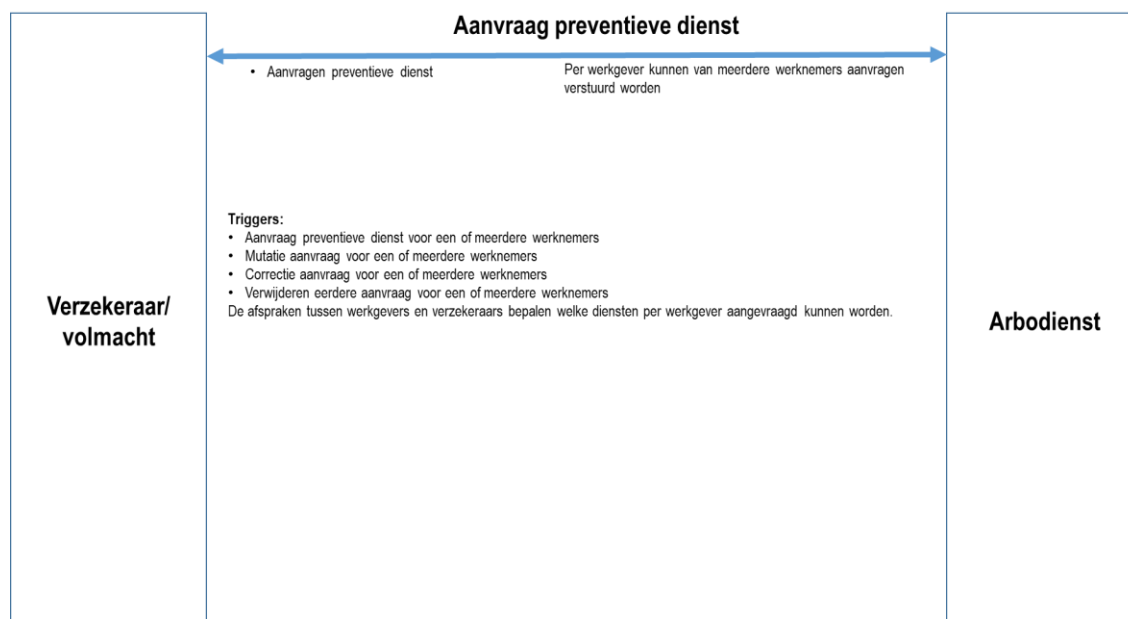 Aanvraag preventieve dienst
• Aanvragen preventieve dienst
Per werkgever kunnen van meerdere werknemers aanvragen
verstuurd worden
Triggers:
• Aanvraag preventieve dienst voor een of meerdere werknemers
• Mutatie aanvraag voor een of meerdere werknemers
• Correctie aanvraag voor een of meerdere werknemers
• Verwijderen eerdere aanvraag voor een of meerdere werknemers
De afspraken tussen werkgevers en verzekeraars bepalen welke diensten per werkgever aangevraagd kunnen worden.
Verzekeraar/
volmacht
Arbodienst